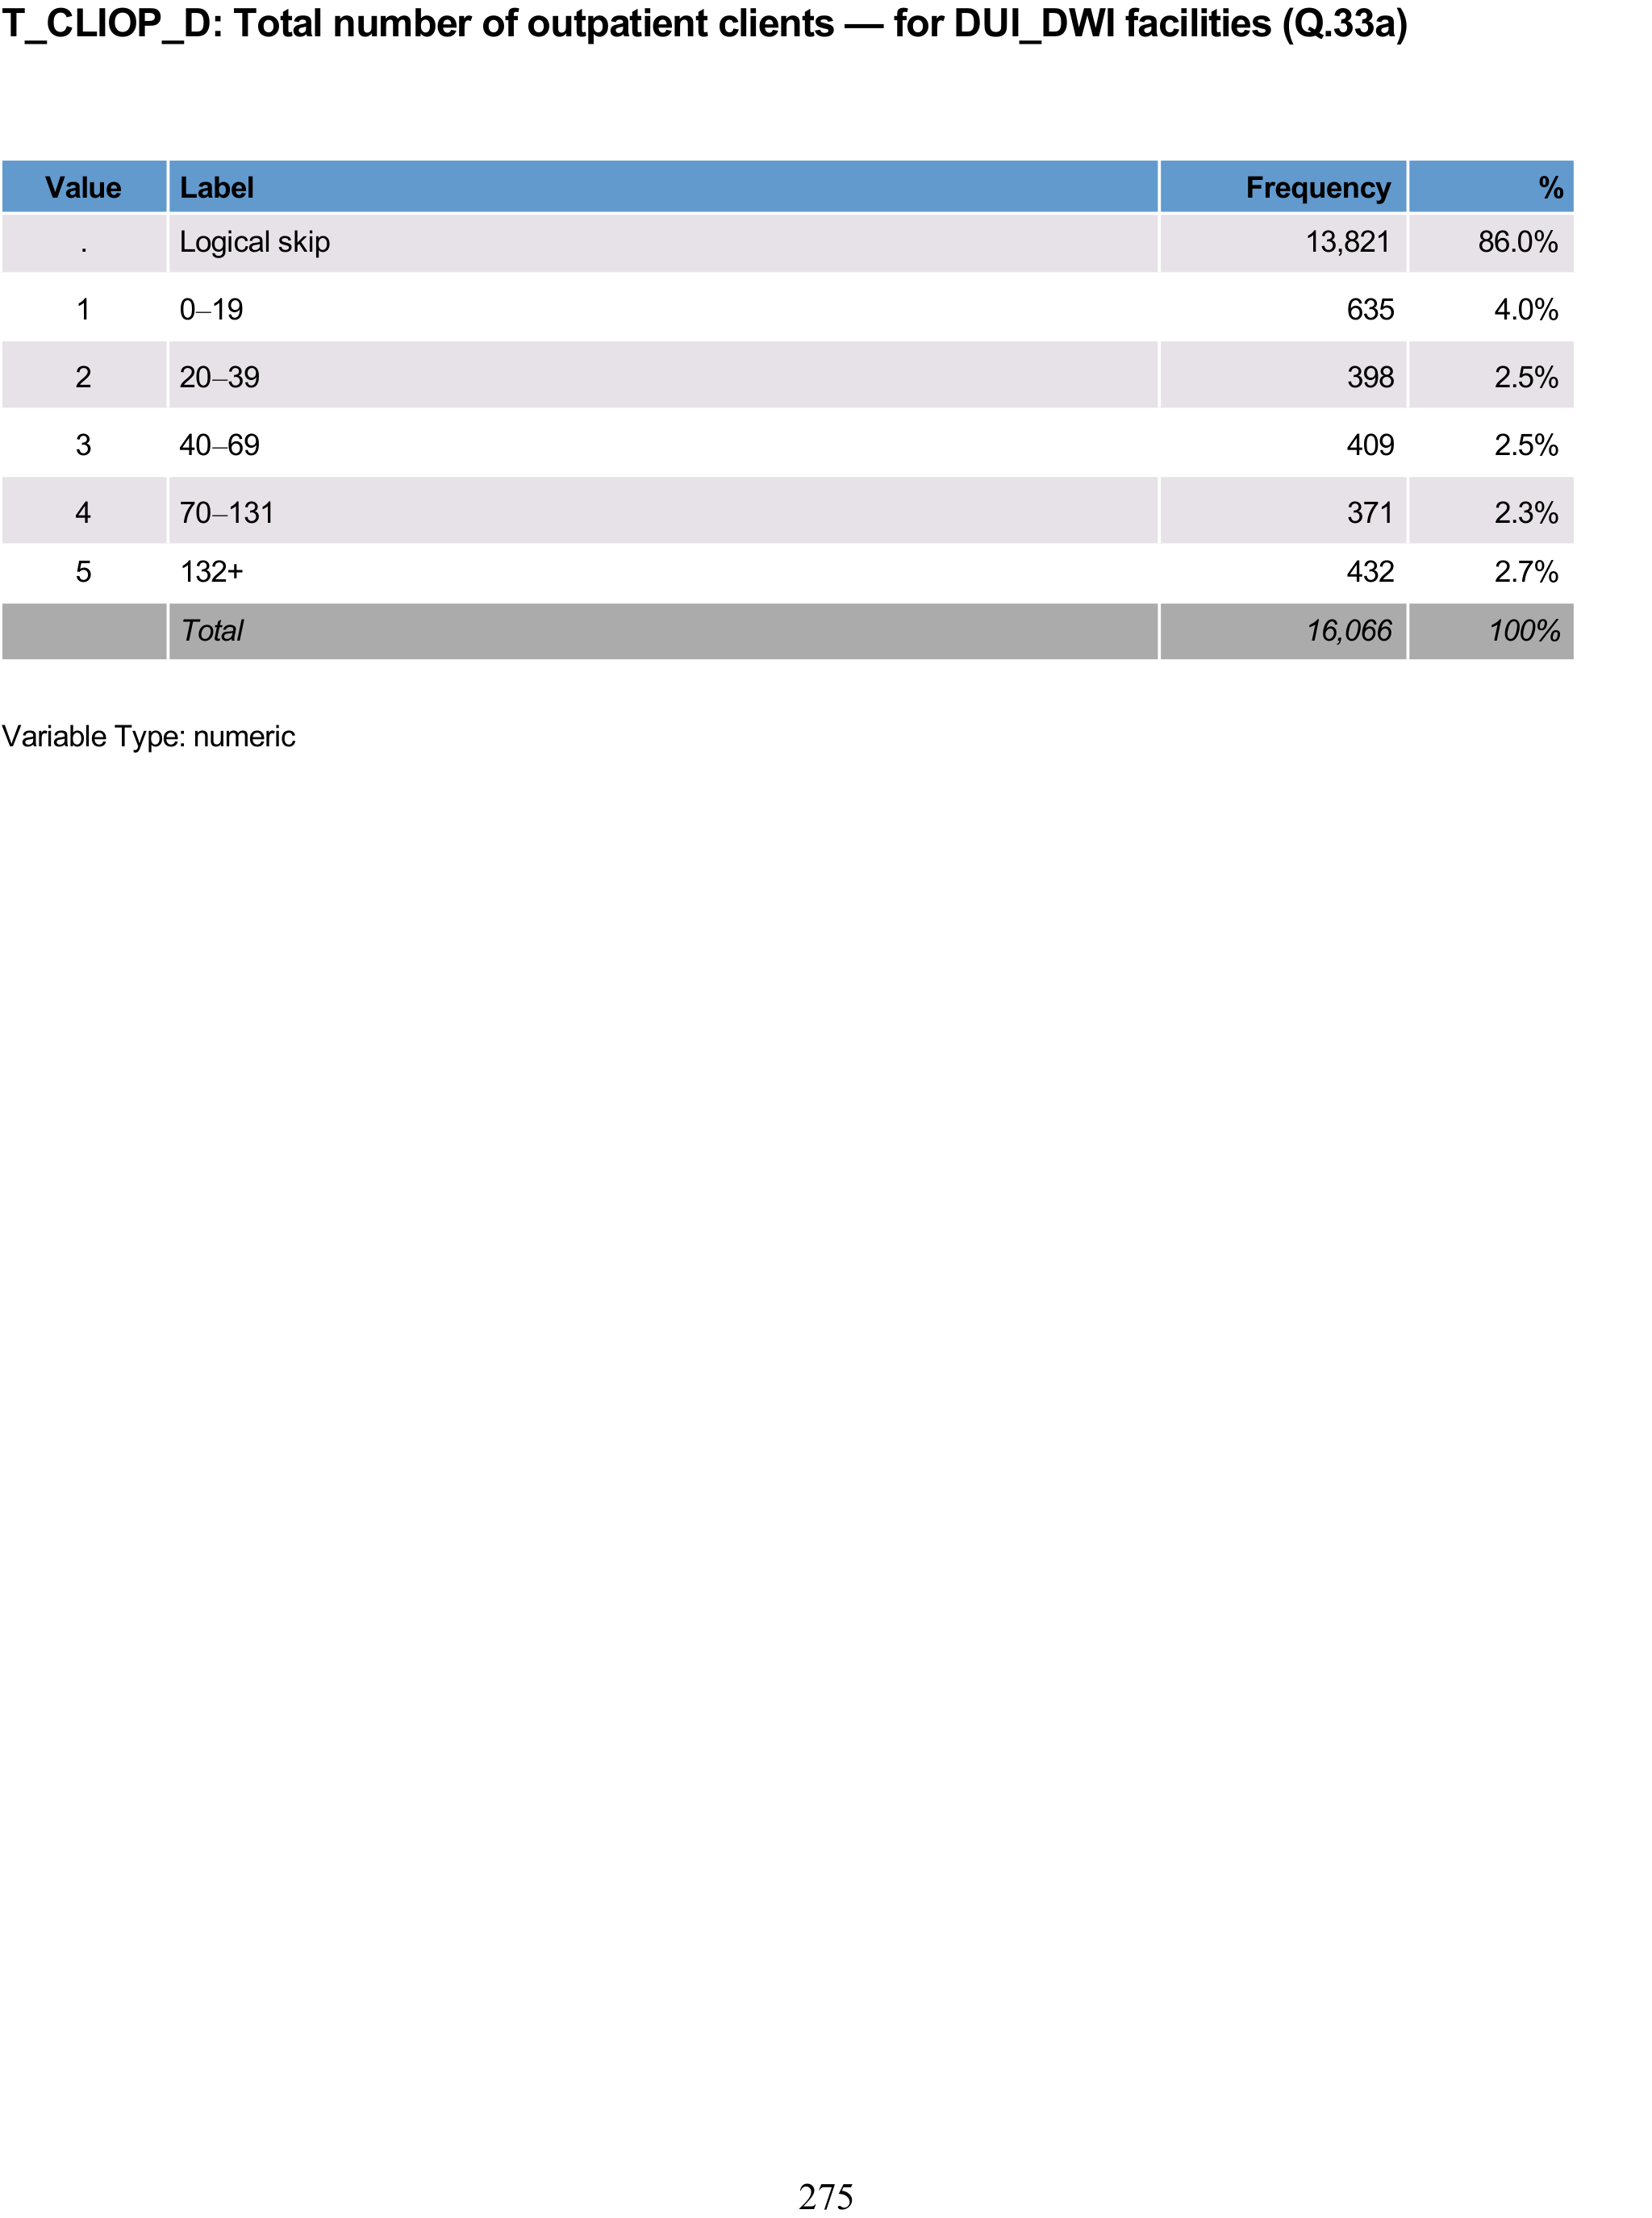 T_CLIOP_D: Total number of outpatient clients — for DUI_DWI facilities (Q.33a)
Value Label Frequency %
. Logical skip 13,821 86.0%
1 0–19 635 4.0%
2 20–39 398 2.5%
3 40–69 409 2.5%
4 70–131 371 2.3%
5 132+ 432 2.7%
Total 16,066 100%
Variable Type: numeric
275